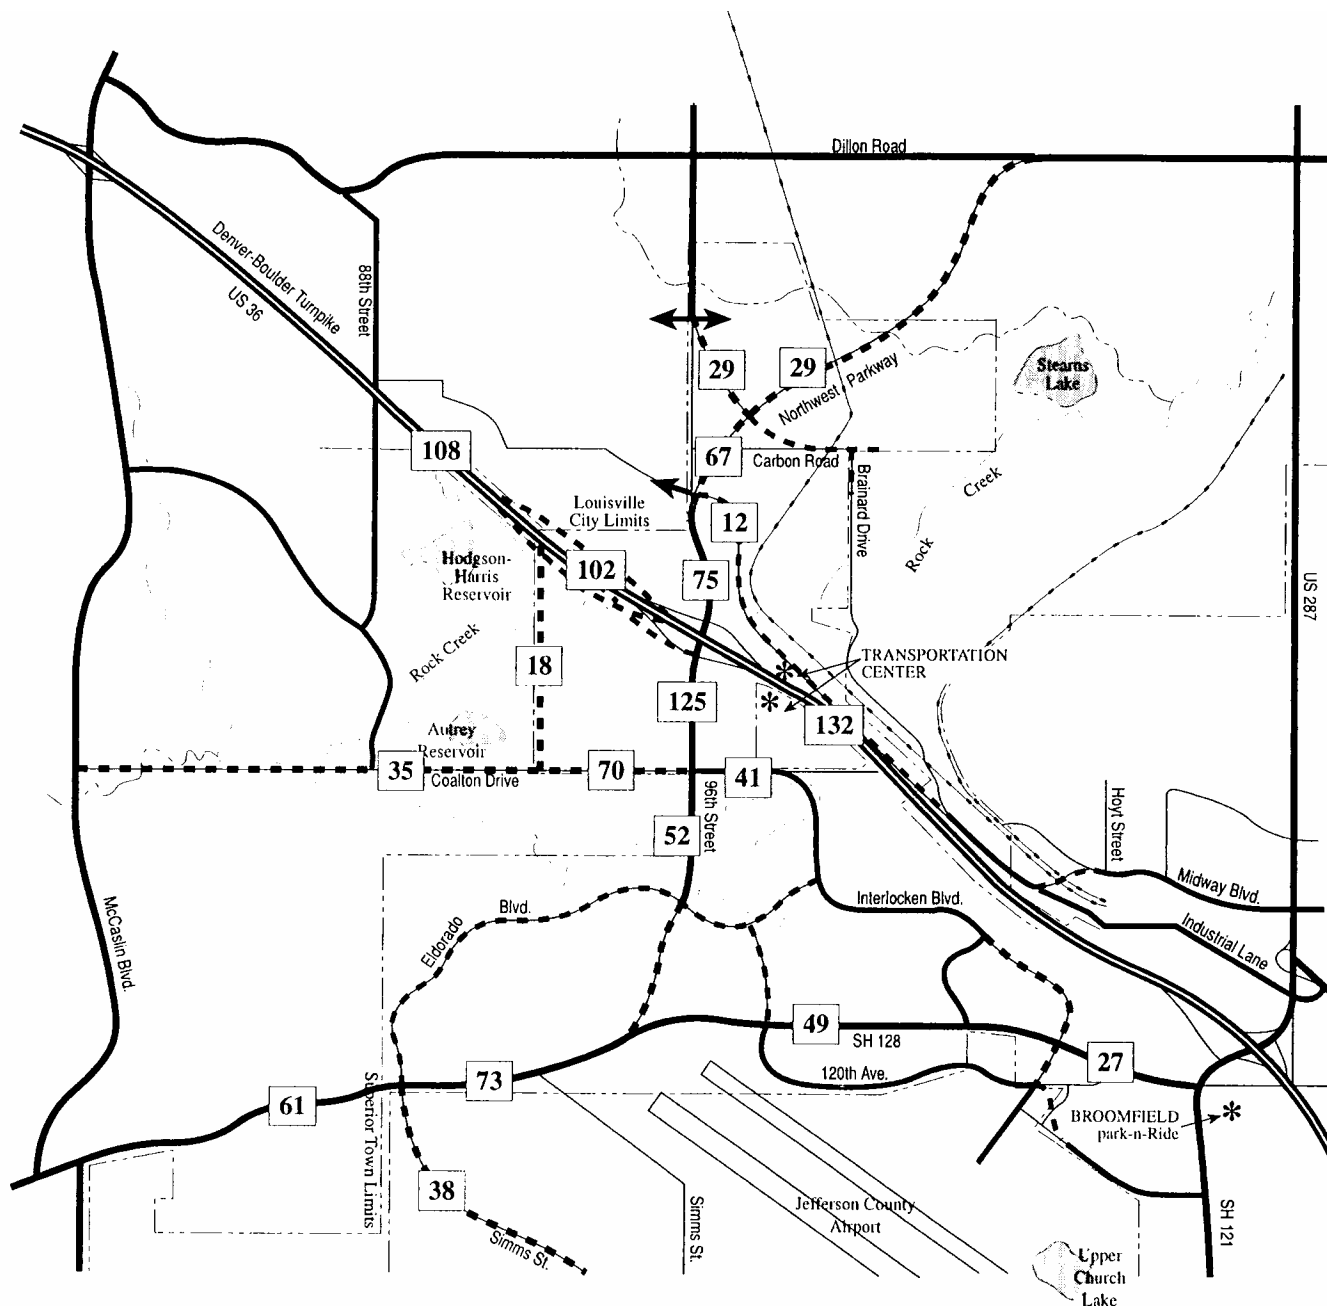 Dillon Road
Denver-Boulder Turnpike
US 36
88th Street
29
29
Northwest Parkway
Stearns
Lake
108
67
Carbon Road
Brainard Drive
Creek
Rock
Louisville
City Limits
12
Hodgson-
Harris
Reservoir
102
75
US 287
Rock Creek
18
TRANSPORTATION
CENTER
125
132
Autrey
Reservoir
35
Coalton Drive
70
41
96th Street
52
Hoyt Street
Midway Blvd.
Industrial Lane
McCaslin Blvd.
Eldorado
Blvd.
Interlocken Blvd.
49
SH 128
27
73
120th Ave.
61
Superior Town Limits
BROOMFIELD
park-n-Ride
38
Simms St.
Simms St.
Jefferson County
Airport
SH 121
Upper
Church
Lake